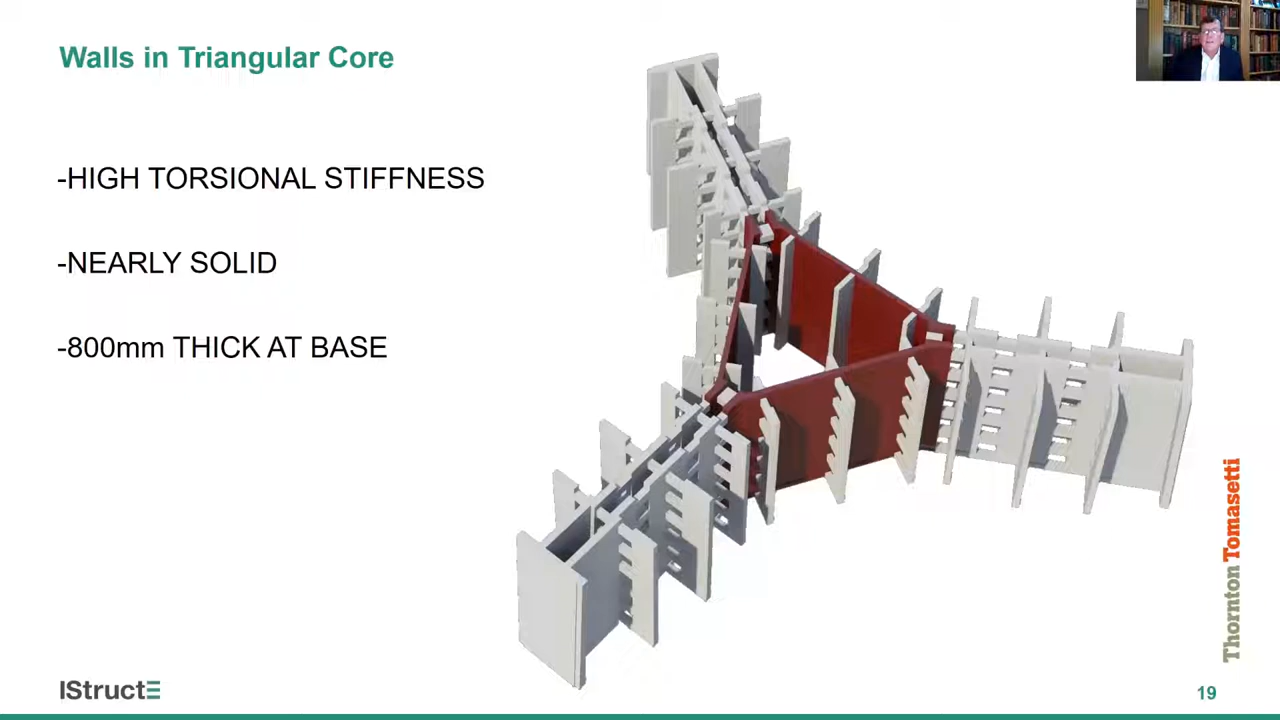 Walls in Triangular Core
-HIGH TORSIONAL STIFFNESS
-NEARLY SOLID
-800mm THICK AT BASE
Thornton Tomasetti
IStructE
19